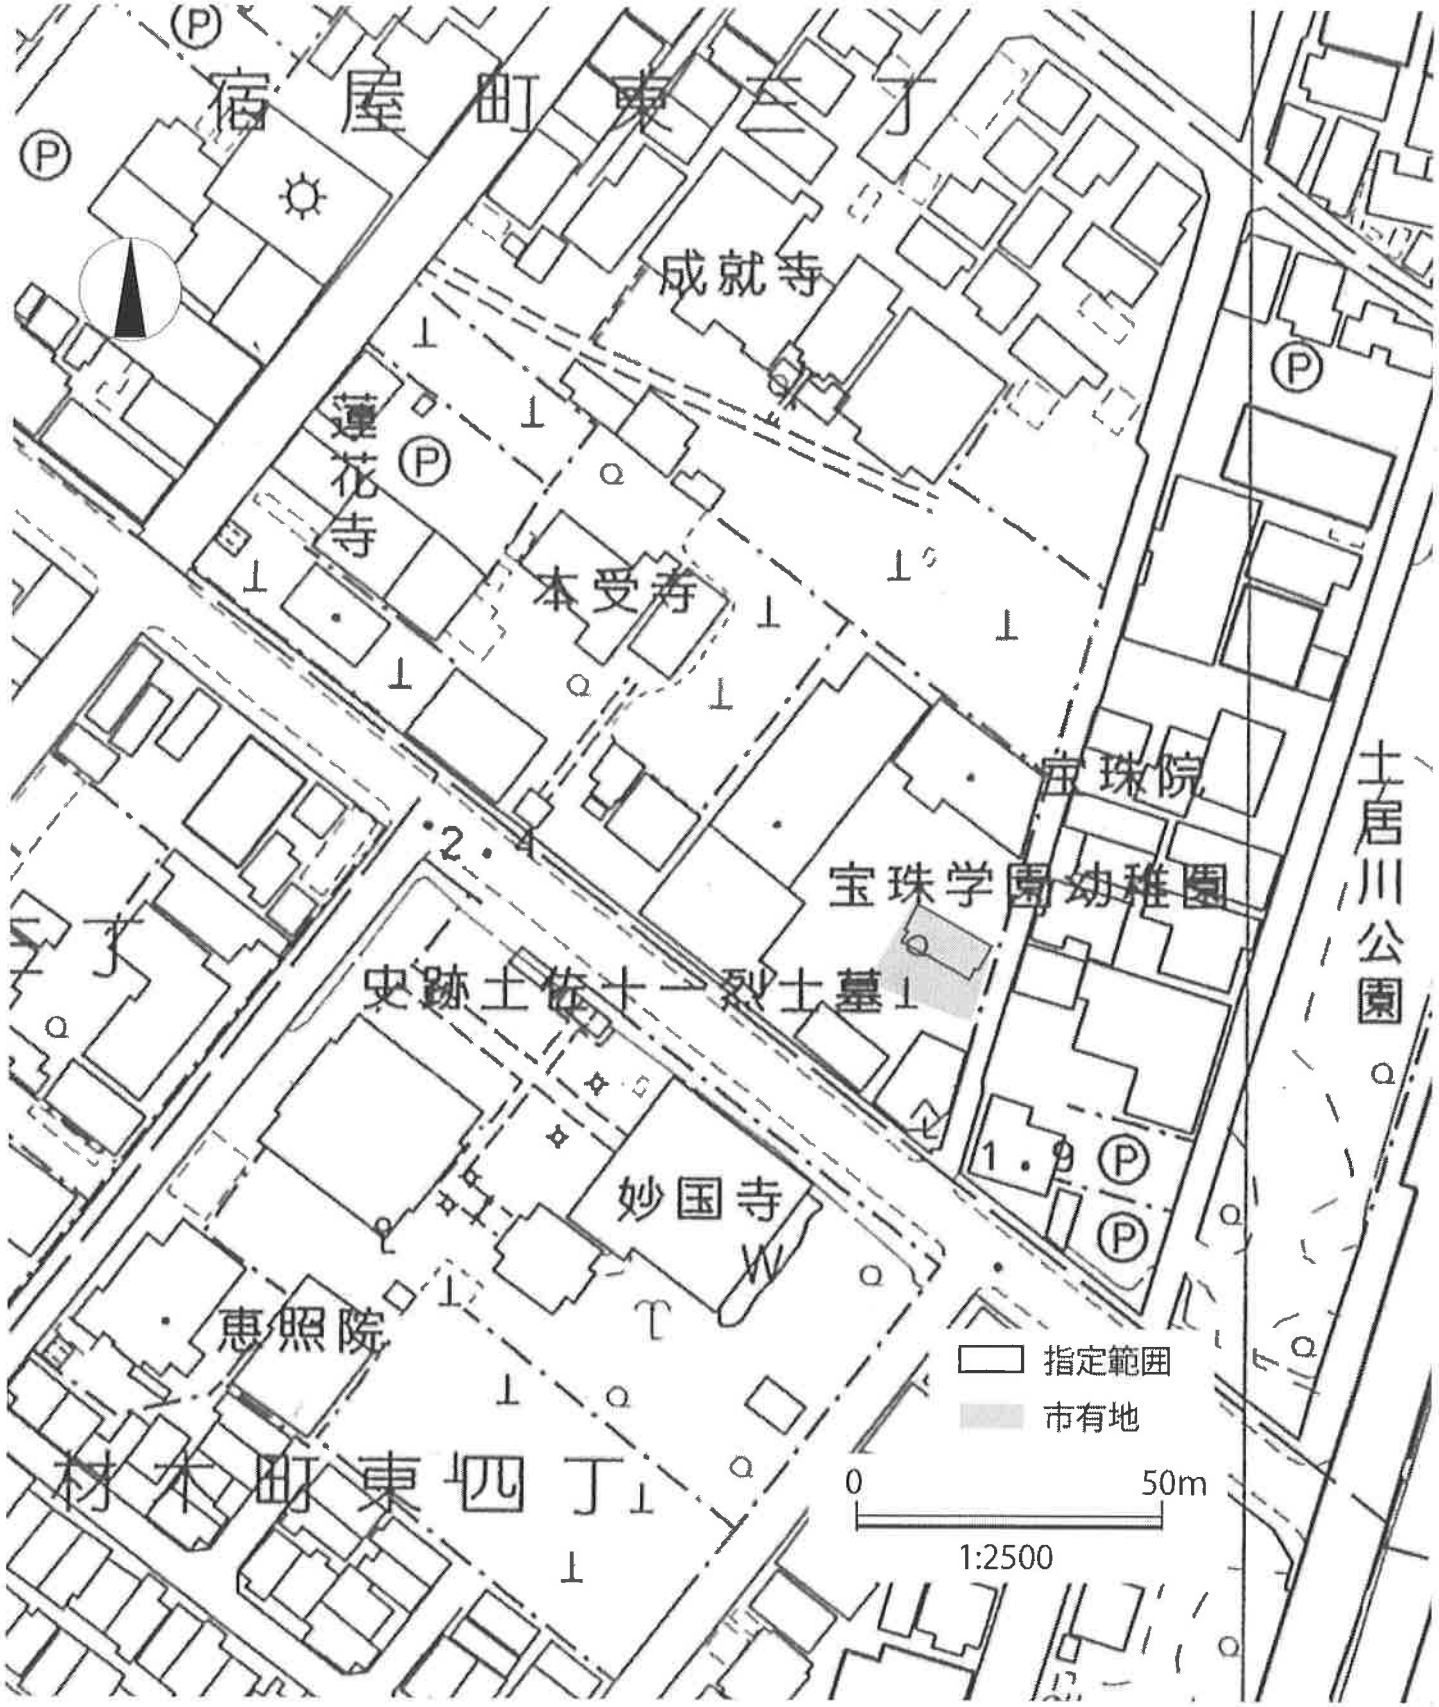 宿屋町東三丁
P
P
成就寺
P
蓮花寺
P
本受寺
宝珠院
土居川公園
2・4
宝珠学園幼稚園
三丁
史跡土佐十一烈士墓
1.9
P
妙国寺
P
W
恵照院
指定範囲
市有地
材木町東四丁
0 50m
1:2500